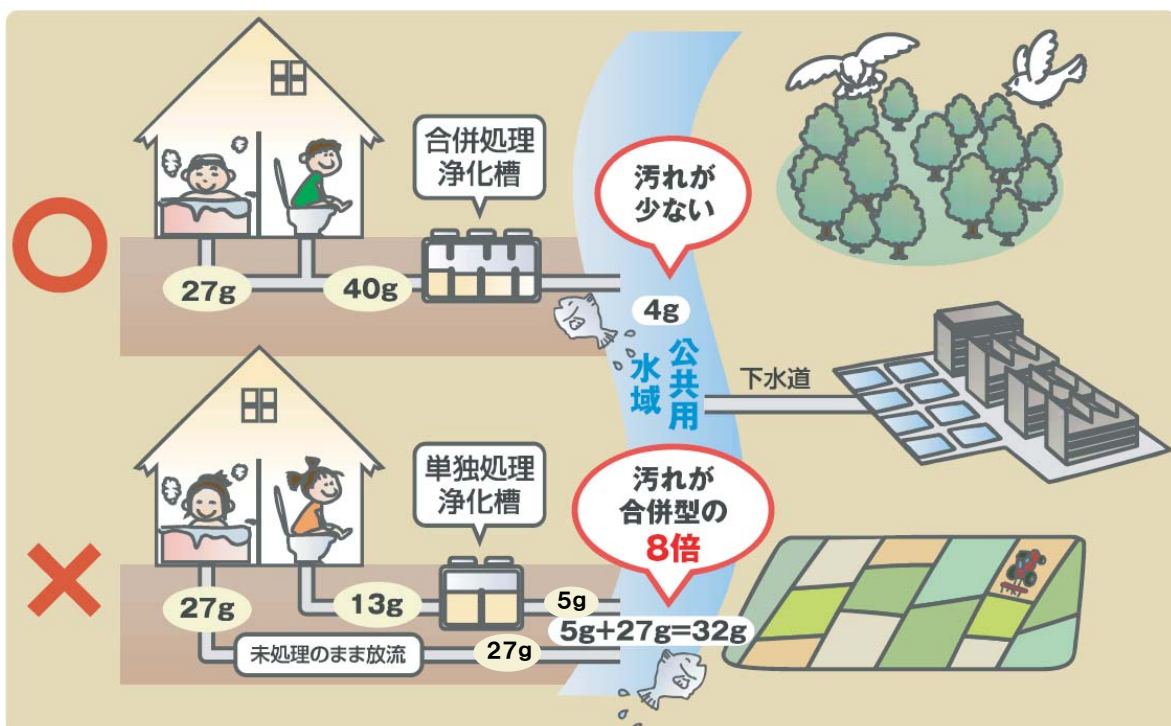 合併処理
浄化槽
汚れが
少ない
27g
40g
4g
公共用
水域
下水道
単独処理
浄化槽
汚れが
合併型の
8倍
27g
13g
5g
5g+27g=32g
未処理のまま放流
27g